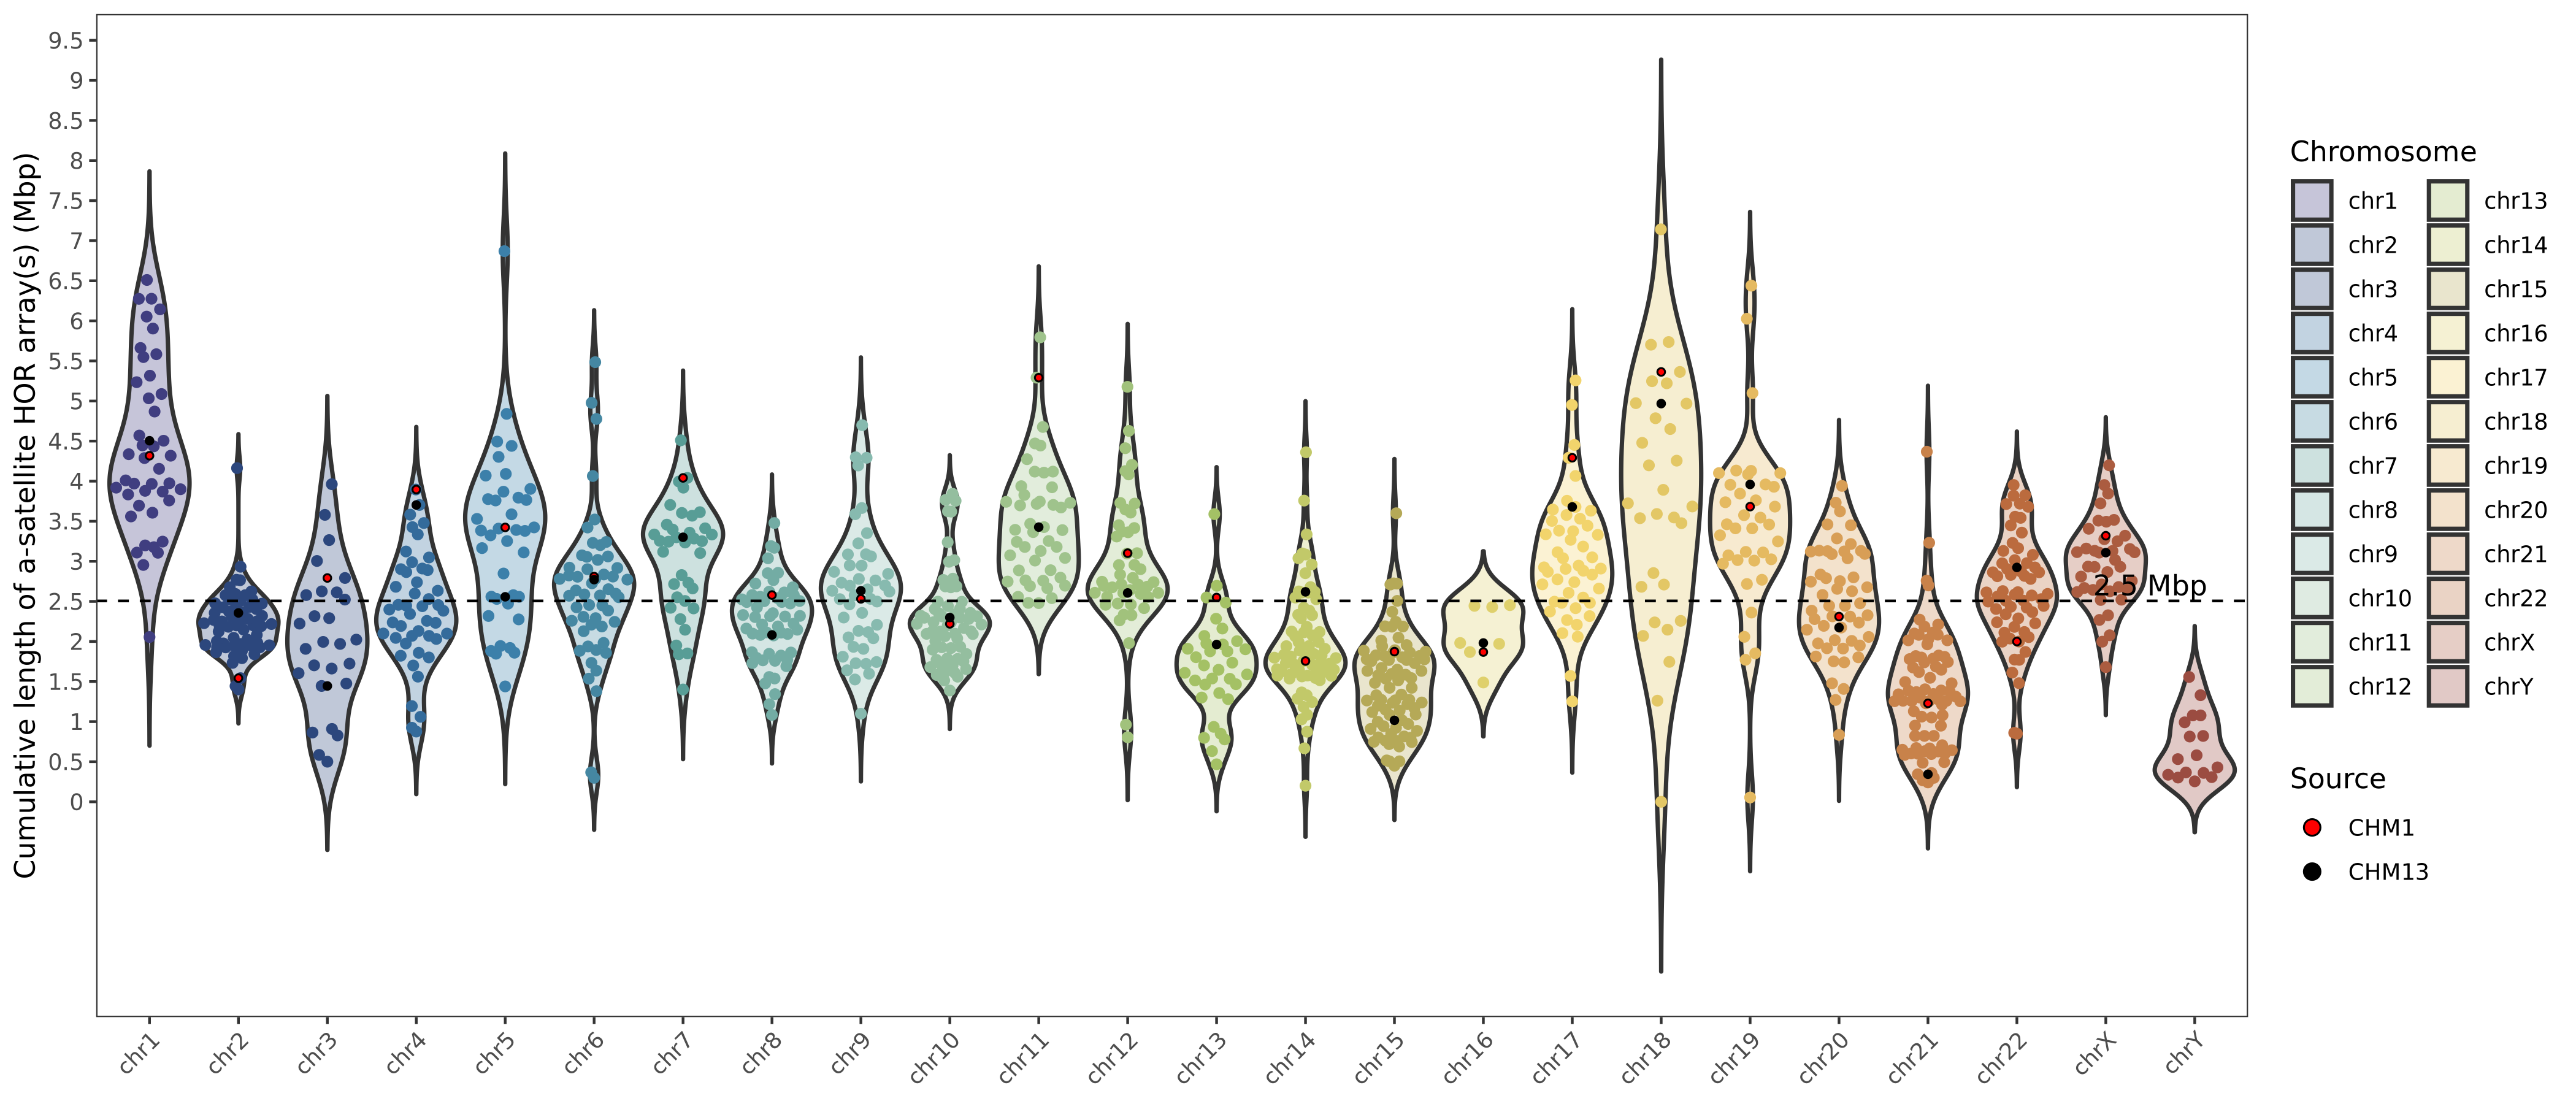 Cumulative length of a-satellite HOR array(s) (Mbp)
9.5
9
8.5
8
7.5
7
6.5
6
5.5
5
4.5
4
3.5
3
2.5
2
1.5
1
0.5
0
2.5 Mbp
chr1 chr2 chr3 chr4 chr5 chr6 chr7 chr8 chr9 chr10 chr11 chr12 chr13 chr14 chr15 chr16 chr17 chr18 chr19 chr20 chr21 chr22 chrX chrY
Chromosome
chr1 chr13
chr2 chr14
chr3 chr15
chr4 chr16
chr5 chr17
chr6 chr18
chr7 chr19
chr8 chr20
chr9 chr21
chr10 chr22
chr11 chrX
chr12 chrY
Source
CHM1
CHM13